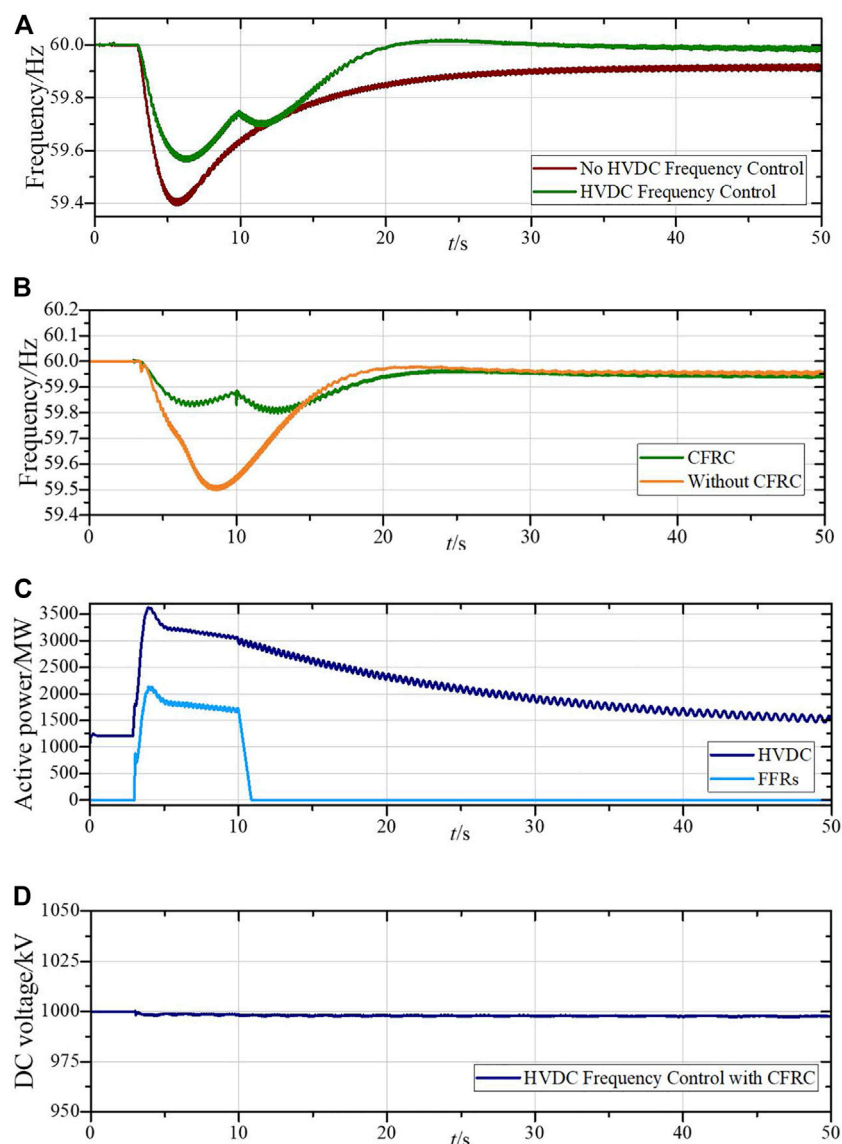 A
60.0
59.8
59.6
59.4
Frequency/Hz
No HVDC Frequency Control
HVDC Frequency Control
0 10 20 30 40 50
t/s
B
60.2
60.1
60.0
59.9
59.8
59.7
59.6
59.5
59.4
Frequency/Hz
CFRC
Without CFRC
0 10 20 30 40 50
t/s
C
3500
3000
2500
2000
1500
1000
500
0
Active power/MW
HVDC
FFRs
0 10 20 30 40 50
t/s
D
1050
1025
1000
975
950
DC voltage/kV
HVDC Frequency Control with CFRC
0 10 20 30 40 50
t/s